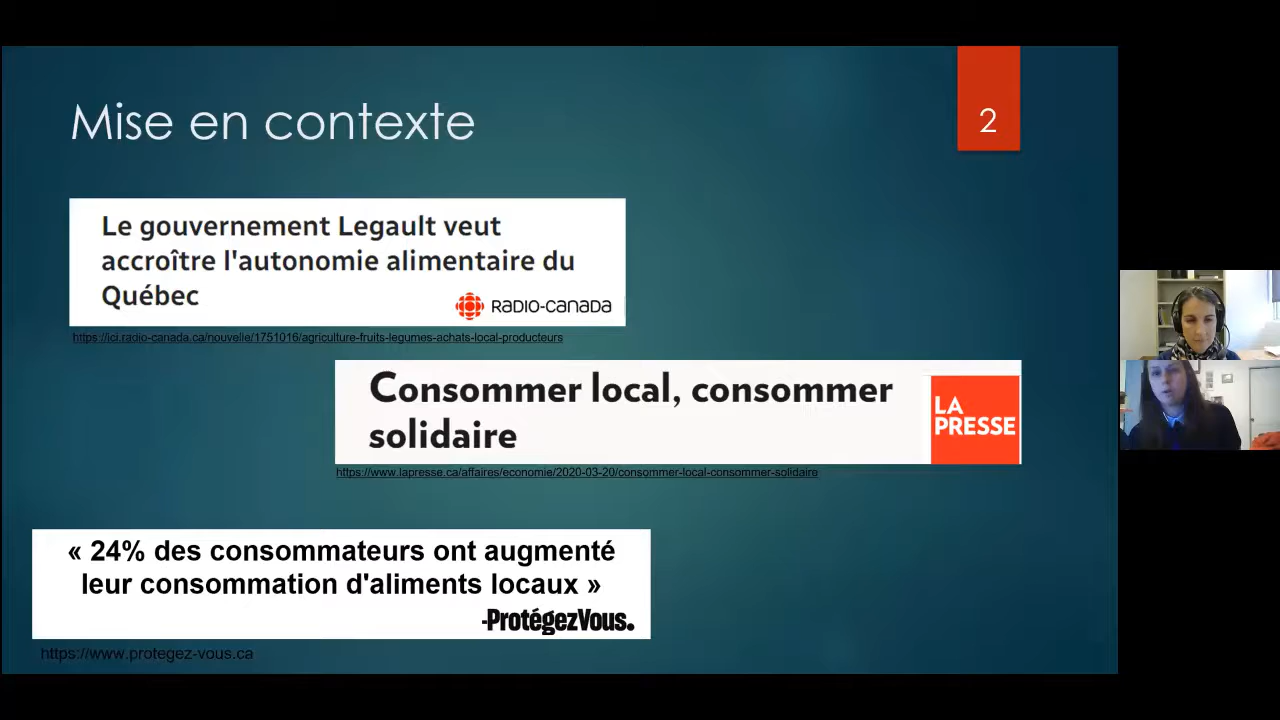 Mise en contexte
2
Le gouvernement Legault veut
accroître l'autonomie alimentaire du
Québec
RADIO-CANADA
https://ici.radio-canada.ca/nouvelle/1751016/agriculture-fruits-legumes-achats-local-producteurs
Consommer local, consommer
solidaire
LA
PRESSE
https://www.lapresse.ca/affaires/economie/2020-03-20/consommer-local-consommer-solidaire
« 24% des consommateurs ont augmenté
leur consommation d'aliments locaux »
-ProtégezVous.
https://www.protegez-vous.ca